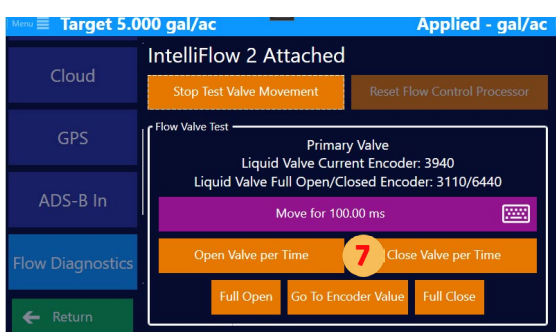 Menu Target 5.000 gal/ac Applied - gal/ac
Cloud
GPS
ADS-B In
Flow Diagnostics
Return
IntelliFlow 2 Attached
Stop Test Valve Movement Reset Flow Control Processor
Flow Valve Test
Primary Valve
Liquid Valve Current Encoder: 3940
Liquid Valve Full Open/Closed Encoder: 3110/6440
Move for 100.00 ms
Open Valve per Time 7 Close Valve per Time
Full Open Go To Encoder Value Full Close